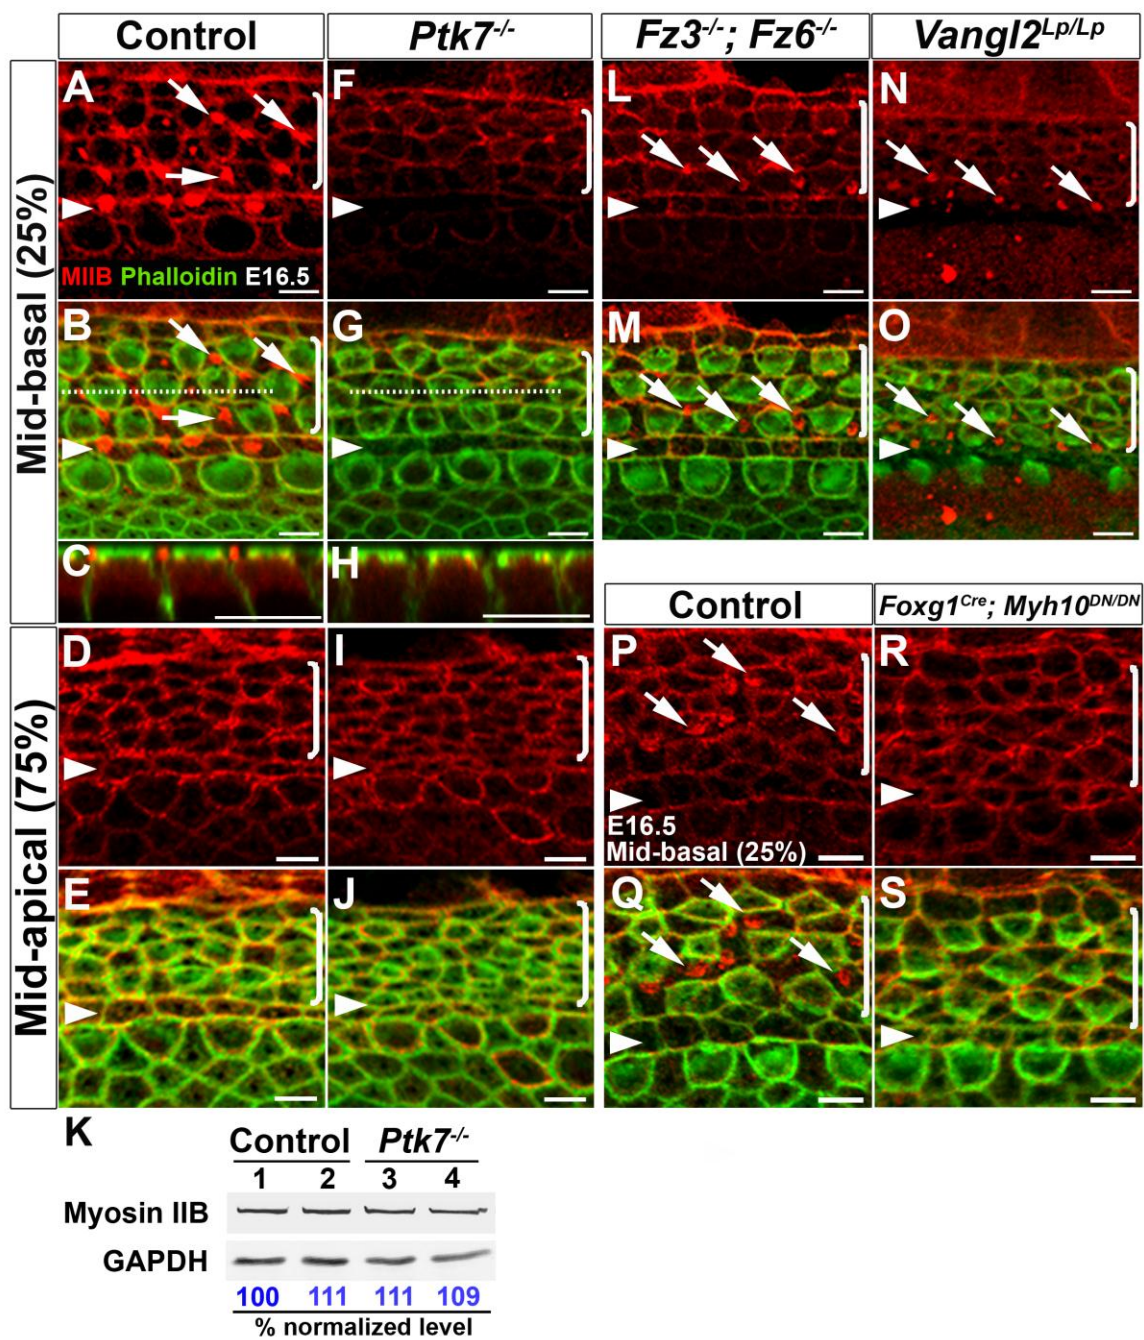 Control
Ptk7-/-
Fz3-/-; Fz6-/-
Vangl2Lp/Lp
Mid-basal (25%)
A
F
L
N
MIIB Phalloidin E16.5
B
G
M
O
C
H
Control
Foxg1Cre; Myh10DN/DN
Mid-apical (75%)
D
I
P
R
E16.5
Mid-basal (25%)
E
J
Q
S
K
Control
Ptk7-/-
1 2 3 4
Myosin IIB
GAPDH
100 111 111 109
% normalized level